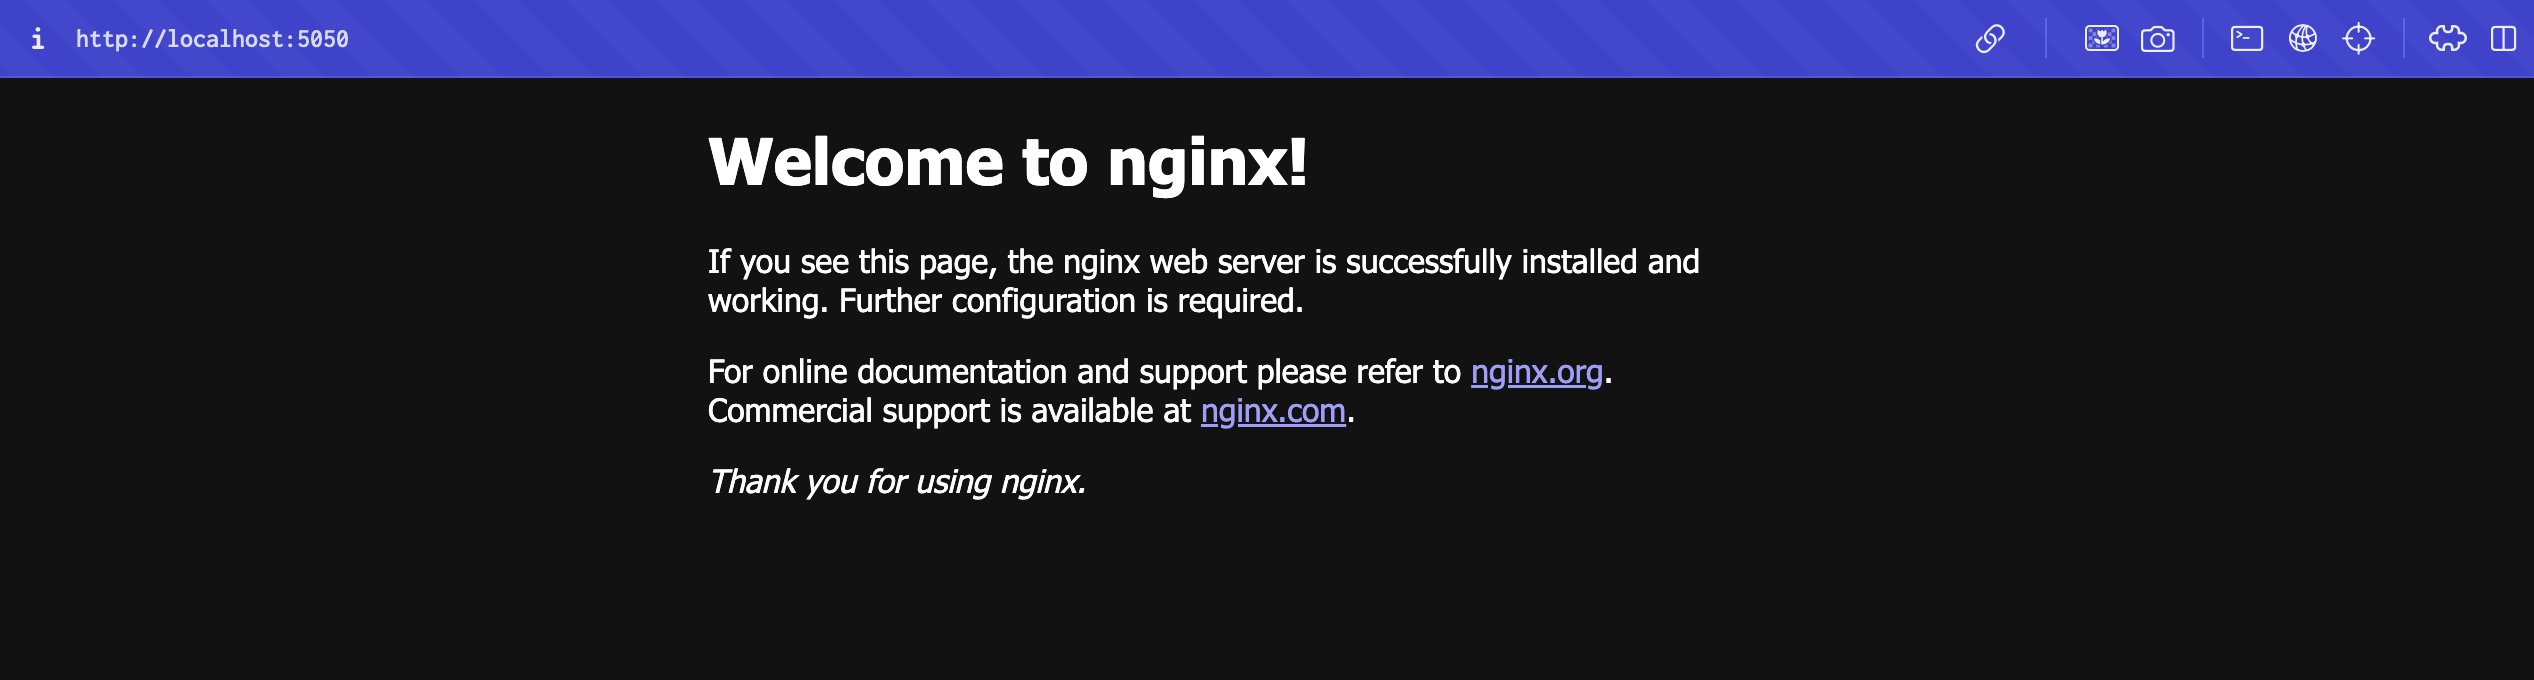 http://localhost:5050
Welcome to nginx!
If you see this page, the nginx web server is successfully installed and
working. Further configuration is required.
For online documentation and support please refer to nginx.org.
Commercial support is available at nginx.com.
Thank you for using nginx.